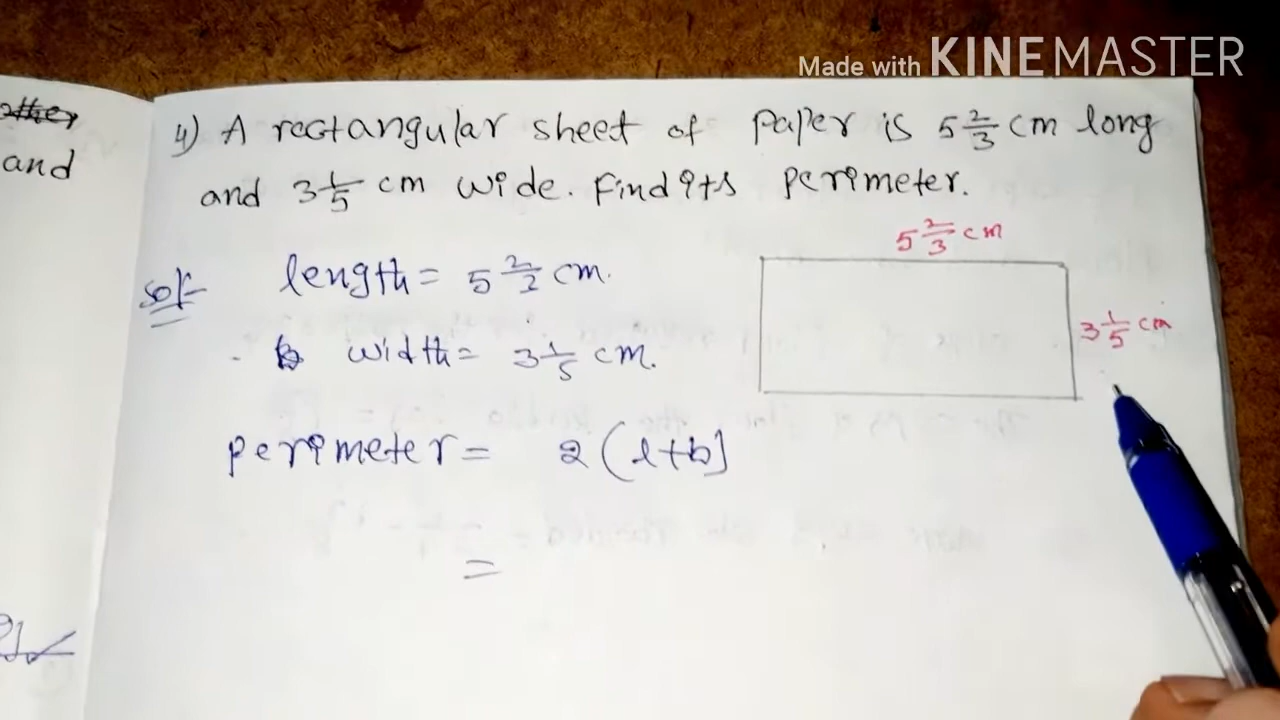 Made with KINEMASTER
other
and
4) A rectangular sheet of paper is 5 2/3 cm long
and 3 1/5 cm wide. Find its perimeter.
5 2/3 cm
Sol:-
length = 5 2/2 cm.
3 1/5 cm
b width = 3 1/5 cm.
perimeter = 2 (l+b]
=